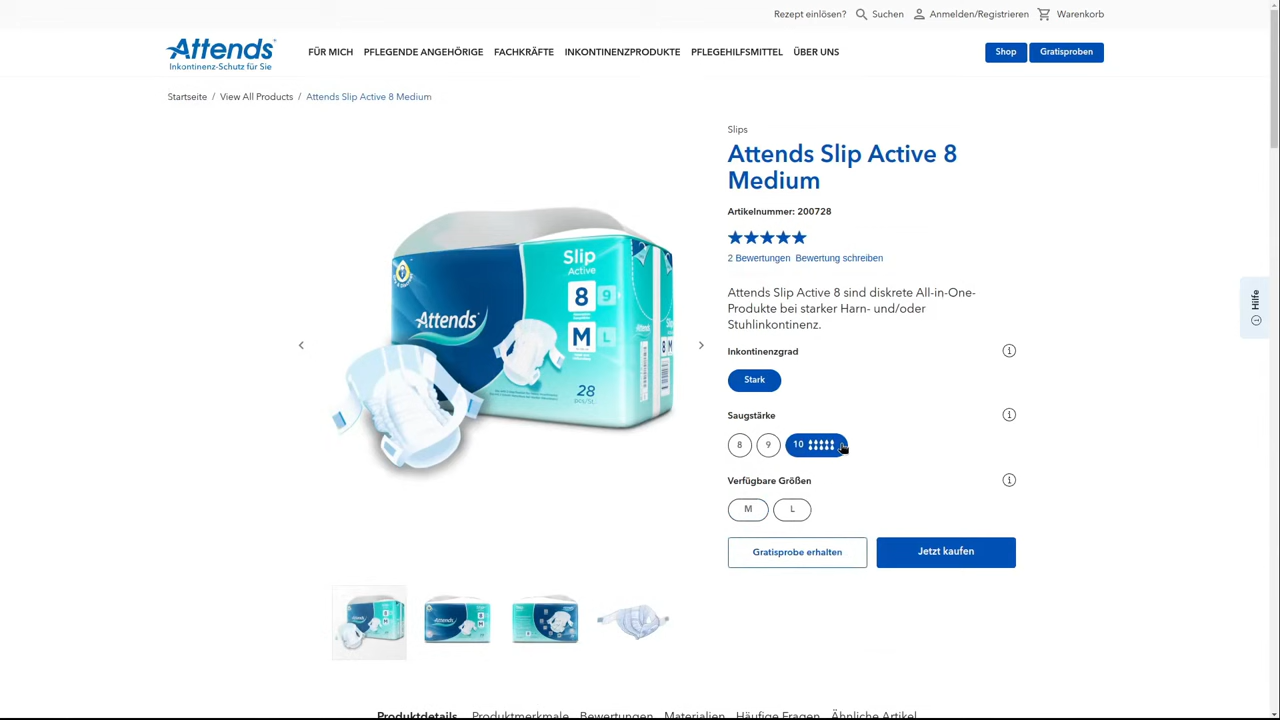 Rezept einlösen? Suchen Anmelden/Registrieren Warenkorb
Attends
Inkontinenz-Schutz für Sie
FÜR MICH PFLEGENDE ANGEHÖRIGE FACHKRÄFTE INKONTINENZPRODUKTE PFLEGEHILFSMITTEL ÜBER UNS
Shop Gratisproben
Startseite / View All Products / Attends Slip Active 8 Medium
Slips
Attends Slip Active 8
Medium
Artikelnummer: 200728
2 Bewertungen Bewertung schreiben
Attends Slip Active 8 sind diskrete All-in-One-
Produkte bei starker Harn- und/oder
Stuhlinkontinenz.
Inkontinenzgrad
Stark
Saugstärke
8 9 10
Verfügbare Größen
M L
Gratisprobe erhalten Jetzt kaufen
Hilfe
Slip
Active
8 9
Attends
M L
8 M
28
Attends
Attends
Produktdetails Produktmerkmale Bewertungen Materialien Häufige Fragen Ähnliche Artikel